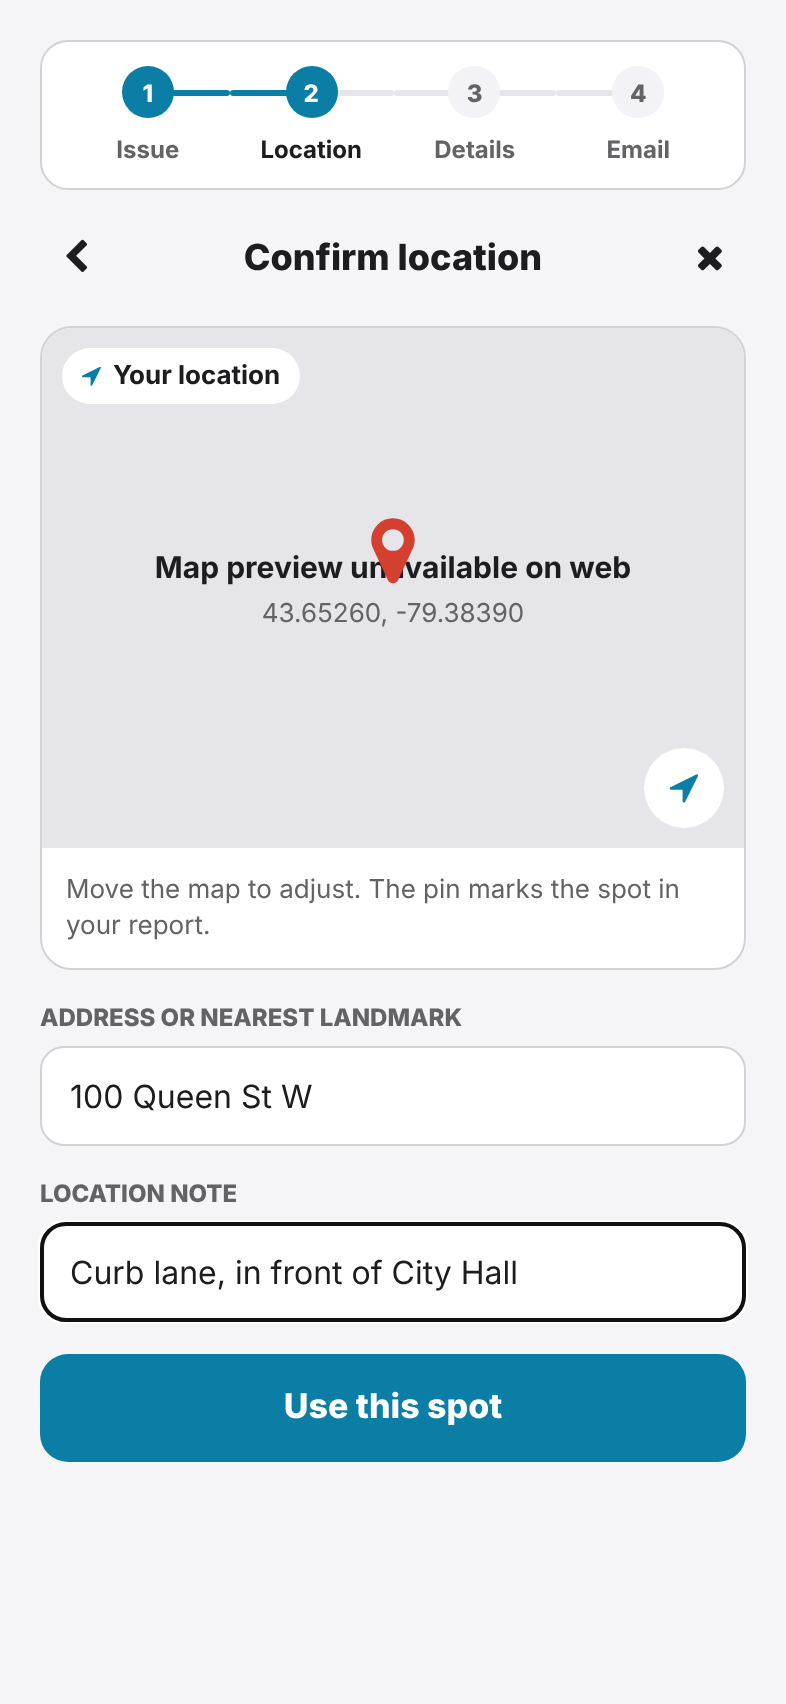 1 2 3 4
Issue Location Details Email
Confirm location
Your location
Map preview unavailable on web
43.65260, -79.38390
Move the map to adjust. The pin marks the spot in
your report.
ADDRESS OR NEAREST LANDMARK
100 Queen St W
LOCATION NOTE
Curb lane, in front of City Hall
Use this spot